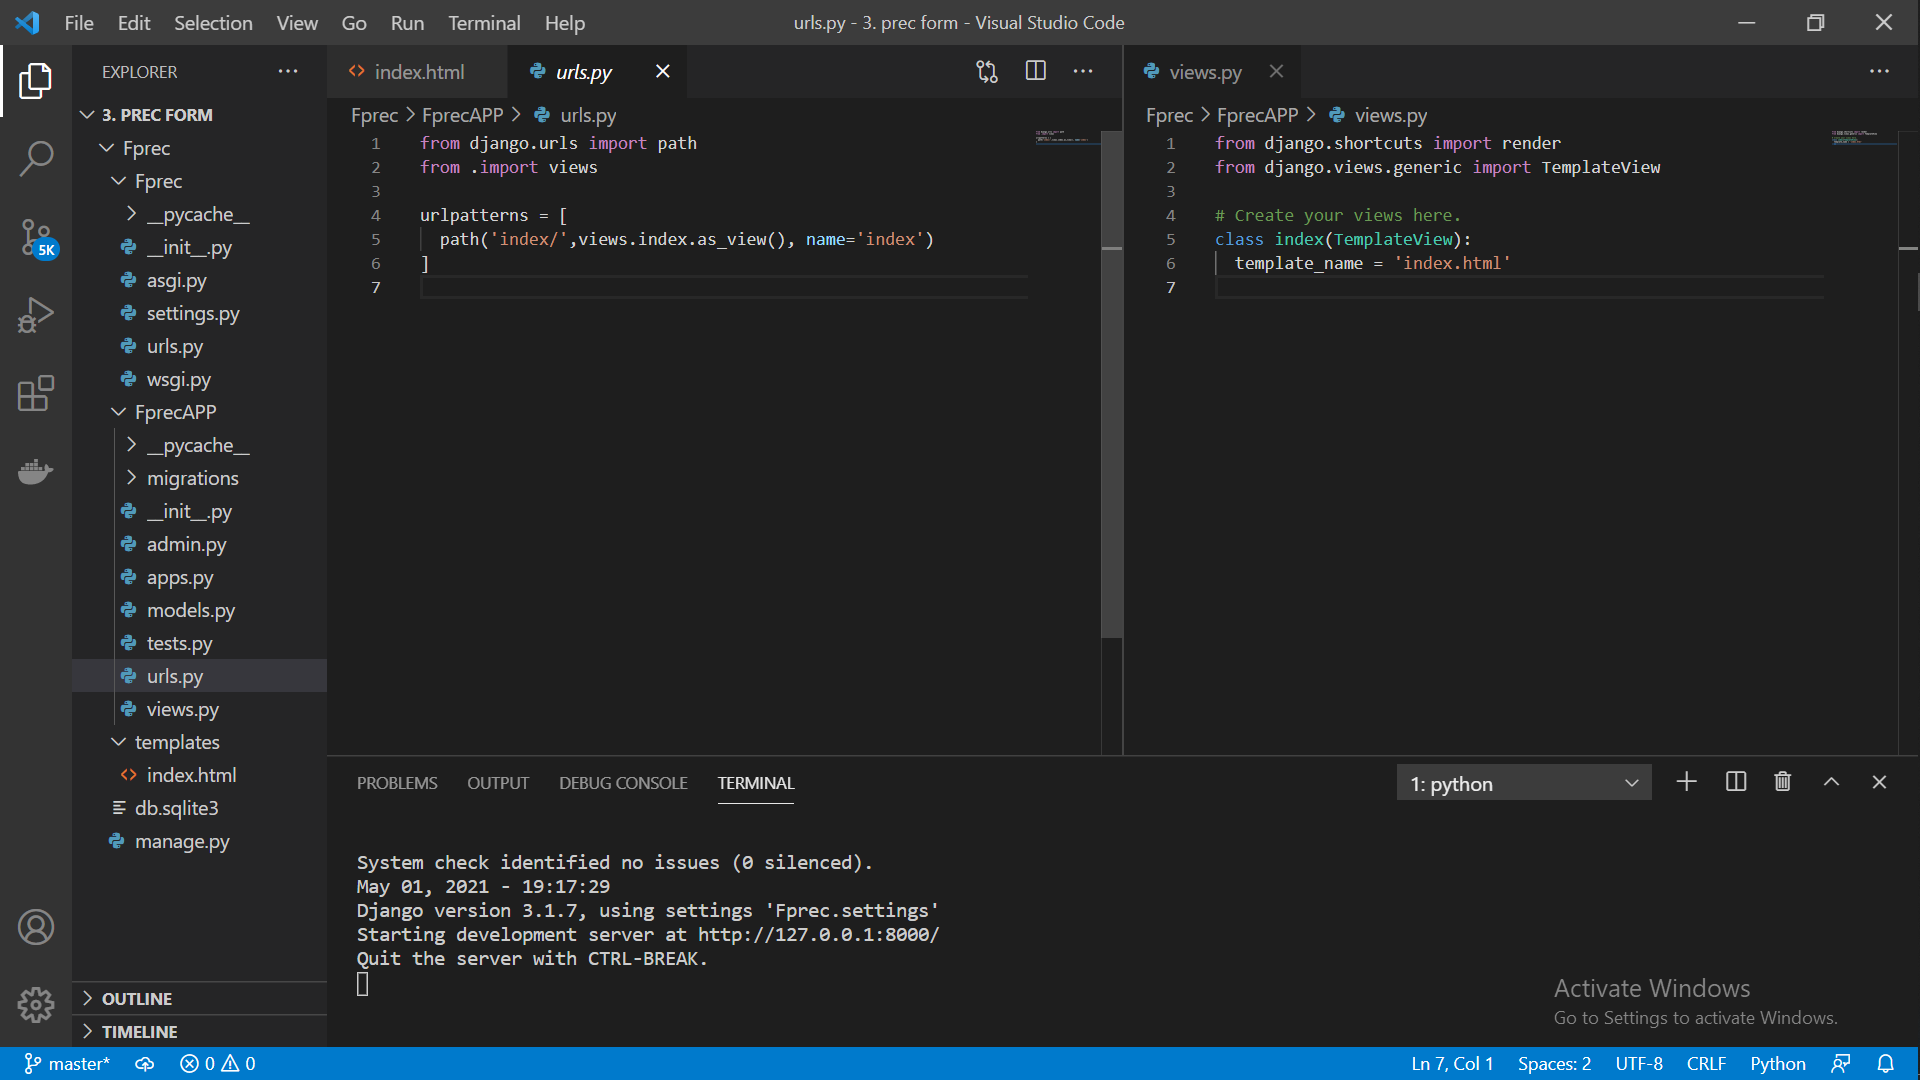 File Edit Selection View Go Run Terminal Help
urls.py - 3. prec form - Visual Studio Code
EXPLORER
3. PREC FORM
Fprec
Fprec
__pycache__
__init__.py
asgi.py
settings.py
urls.py
wsgi.py
FprecAPP
__pycache__
migrations
__init__.py
admin.py
apps.py
models.py
tests.py
urls.py
views.py
templates
index.html
db.sqlite3
manage.py
OUTLINE
TIMELINE
5K
index.html urls.py
Fprec > FprecAPP > urls.py
1 from django.urls import path
2 from .import views
3
4 urlpatterns = [
5 path('index/',views.index.as_view(), name='index')
6 ]
7
views.py
Fprec > FprecAPP > views.py
1 from django.shortcuts import render
2 from django.views.generic import TemplateView
3
4 # Create your views here.
5 class index(TemplateView):
6 template_name = 'index.html'
7
PROBLEMS OUTPUT DEBUG CONSOLE TERMINAL
1: python
System check identified no issues (0 silenced).
May 01, 2021 - 19:17:29
Django version 3.1.7, using settings 'Fprec.settings'
Starting development server at http://127.0.0.1:8000/
Quit the server with CTRL-BREAK.
Activate Windows
Go to Settings to activate Windows.
master* 0 0
Ln 7, Col 1 Spaces: 2 UTF-8 CRLF Python